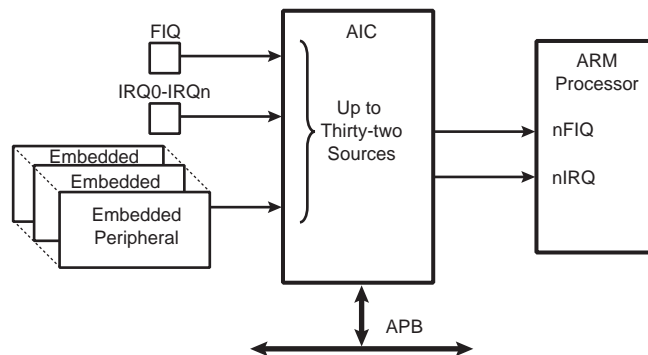 FIQ
IRQ0-IRQn
Embedded
Embedded
Embedded
Peripheral
AIC
Up to
Thirty-two
Sources
ARM
Processor
nFIQ
nIRQ
APB